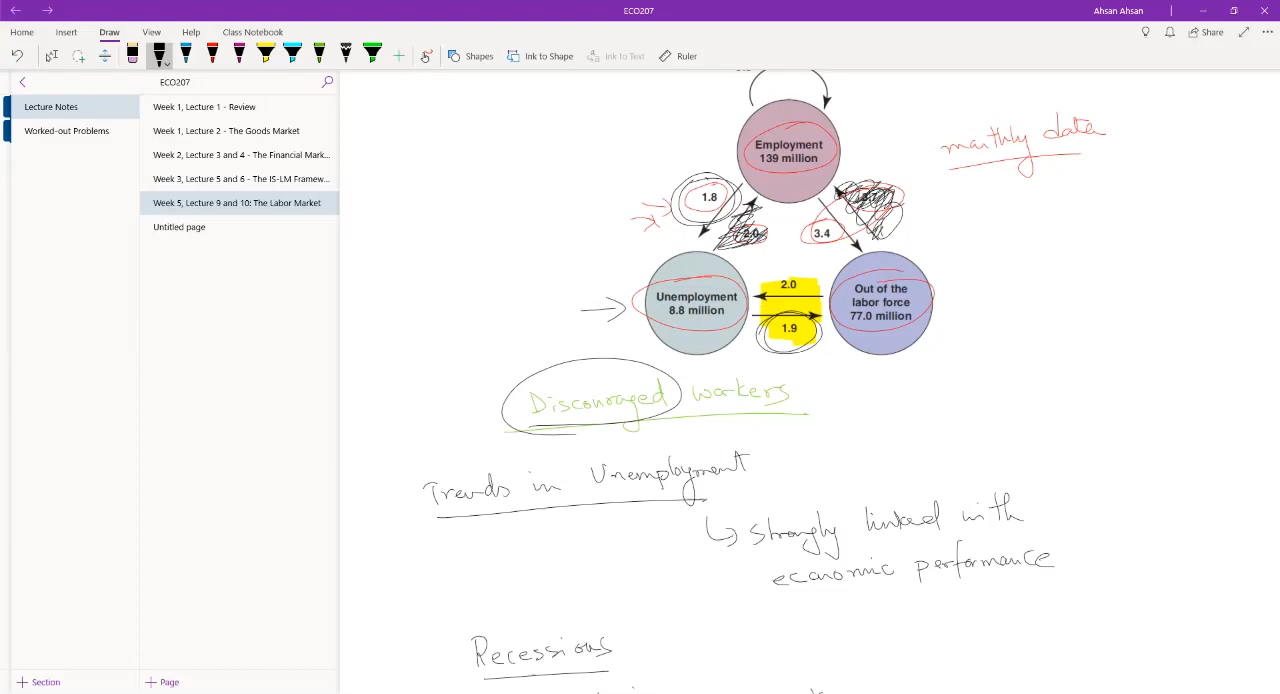 ECO207
Ahsan Ahsan
Home Insert Draw View Help Class Notebook
Share
Shapes Ink to Shape Ink to Text Ruler
ECO207
Lecture Notes
Worked-out Problems
Week 1, Lecture 1 - Review
Week 1, Lecture 2 - The Goods Market
Week 2, Lecture 3 and 4 - The Financial Mark...
Week 3, Lecture 5 and 6 - The IS-LM Framew...
Week 5, Lecture 9 and 10: The Labor Market
Untitled page
Employment
139 million
monthly data
1.8
2.0
3.4
Unemployment
8.8 million
2.0
1.9
Out of the
labor force
77.0 million
Discouraged workers
Trends in Unemployment
↳ strongly linked with
economic performance
Recessions
+ Section
+ Page